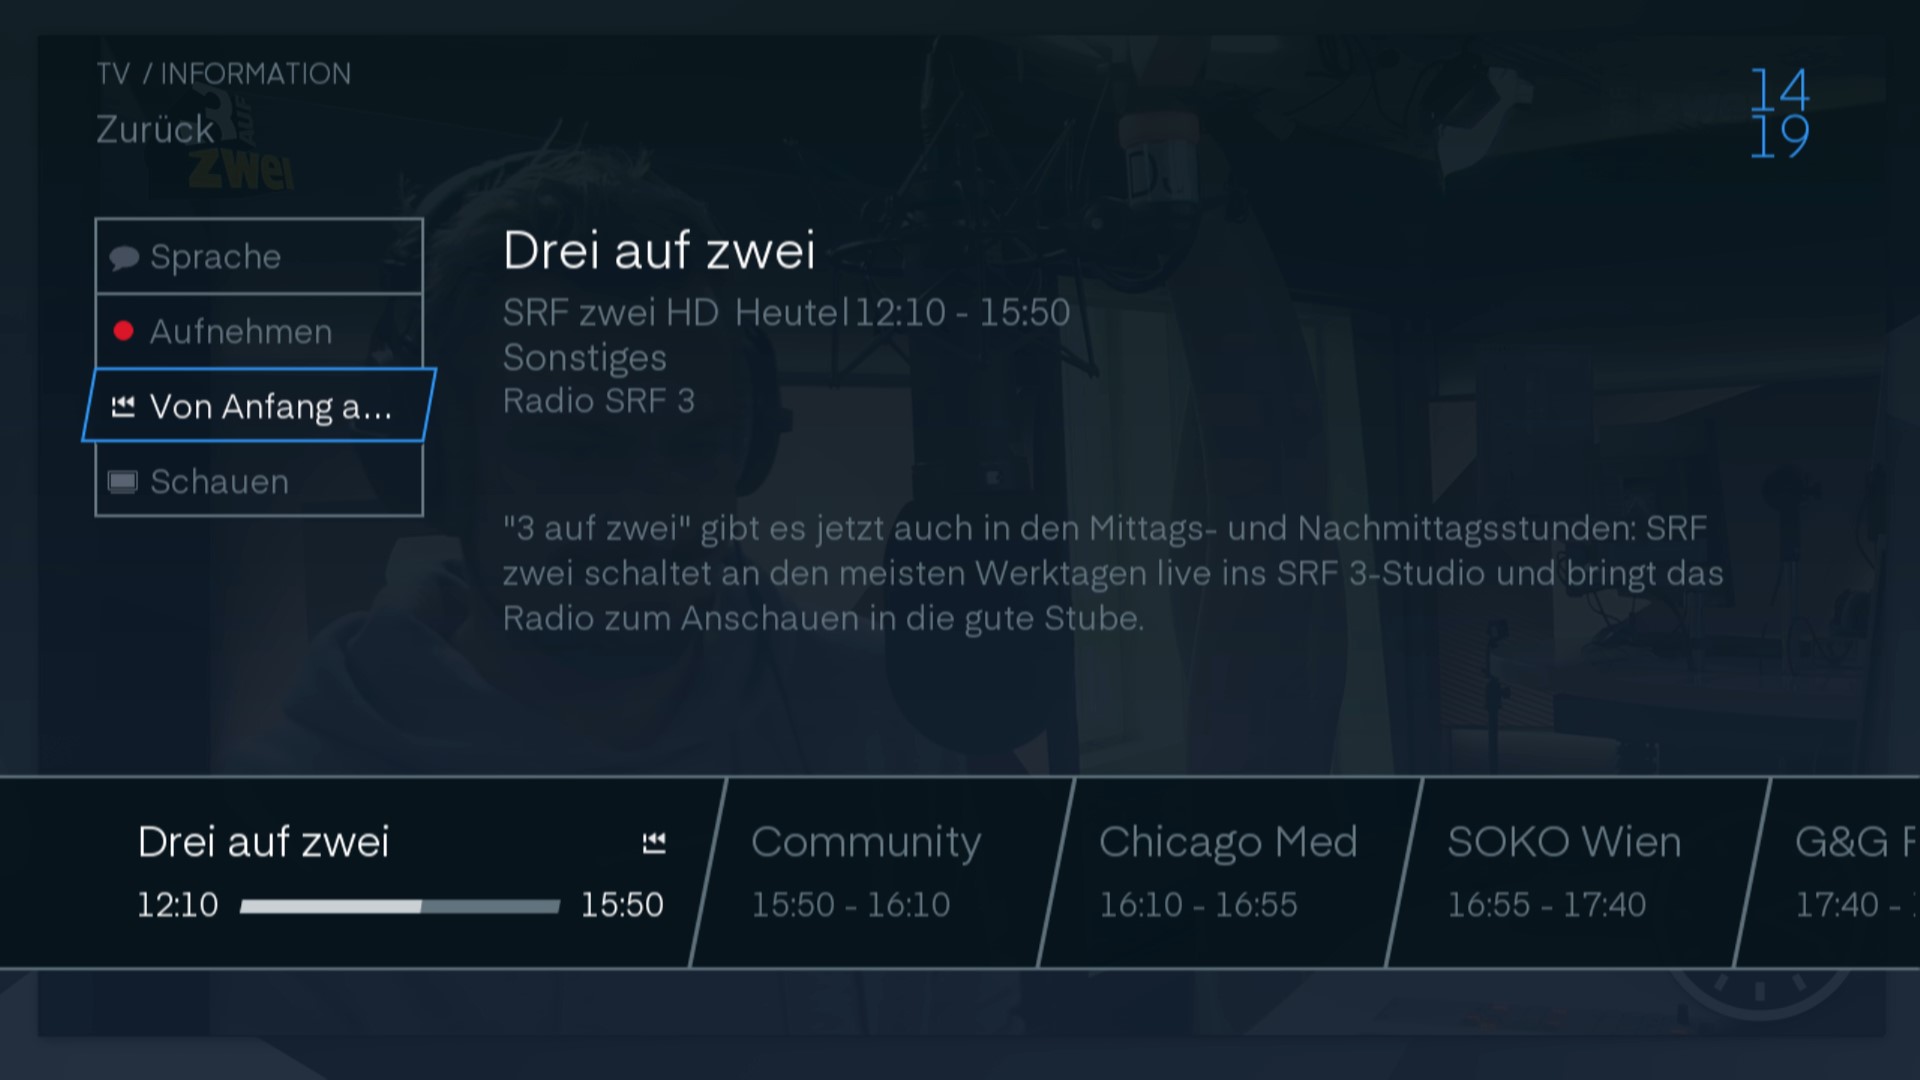 TV / INFORMATION
Zurück
3 AUF
ZWEI
14
19
Sprache
Aufnehmen
Von Anfang a...
Schauen
Drei auf zwei
SRF zwei HD Heute|12:10 - 15:50
Sonstiges
Radio SRF 3
"3 auf zwei" gibt es jetzt auch in den Mittags- und Nachmittagsstunden: SRF
zwei schaltet an den meisten Werktagen live ins SRF 3-Studio und bringt das
Radio zum Anschauen in die gute Stube.
Drei auf zwei
12:10 15:50
Community
15:50 - 16:10
Chicago Med
16:10 - 16:55
SOKO Wien
16:55 - 17:40
G&G
17:40 -